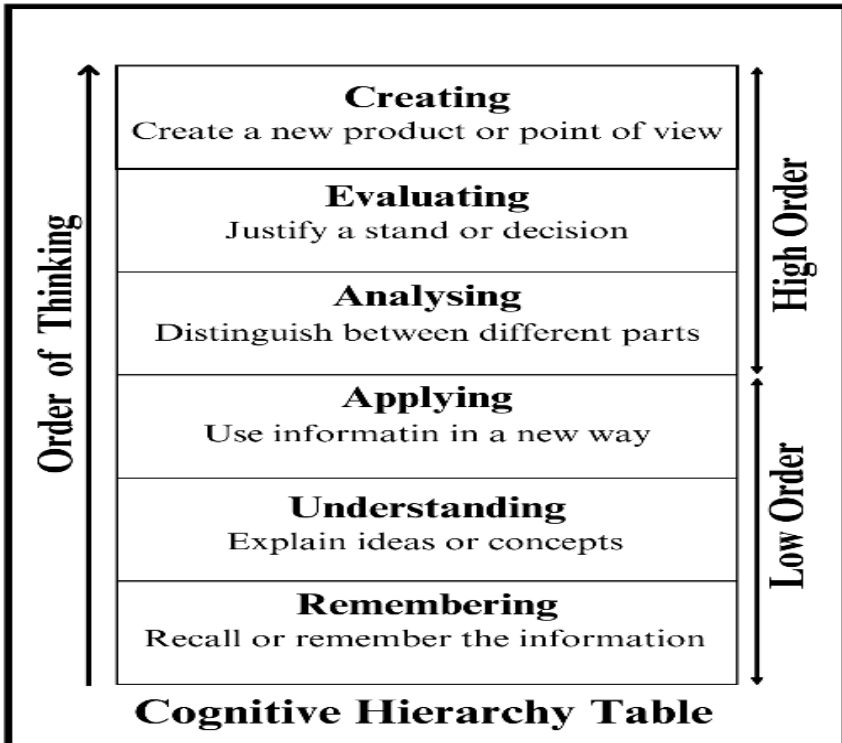 Creating
Create a new product or point of view
Evaluating
Justify a stand or decision
Analysing
Distinguish between different parts
Applying
Use informatin in a new way
Understanding
Explain ideas or concepts
Remembering
Recall or remember the information
Order of Thinking
High Order
Low Order
Cognitive Hierarchy Table